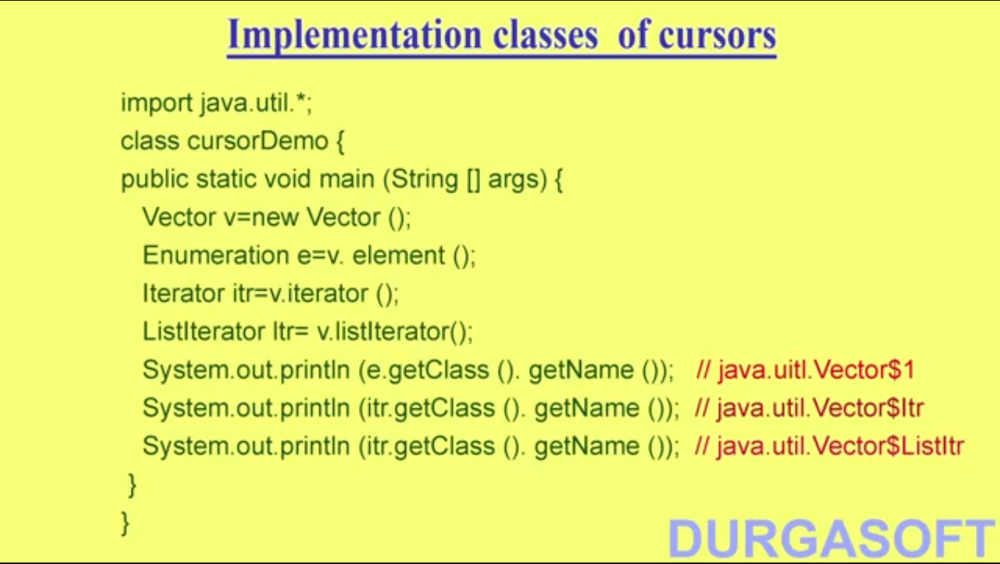 Implementation classes of cursors
import java.util.*;
class cursorDemo {
public static void main (String [] args) {
Vector v=new Vector ();
Enumeration e=v. element ();
Iterator itr=v.iterator ();
ListIterator ltr= v.listIterator();
System.out.println (e.getClass (). getName ()); // java.uitl.Vector$1
System.out.println (itr.getClass (). getName ()); // java.util.Vector$Itr
System.out.println (itr.getClass (). getName ()); // java.util.Vector$ListItr
}
}
DURGASOFT